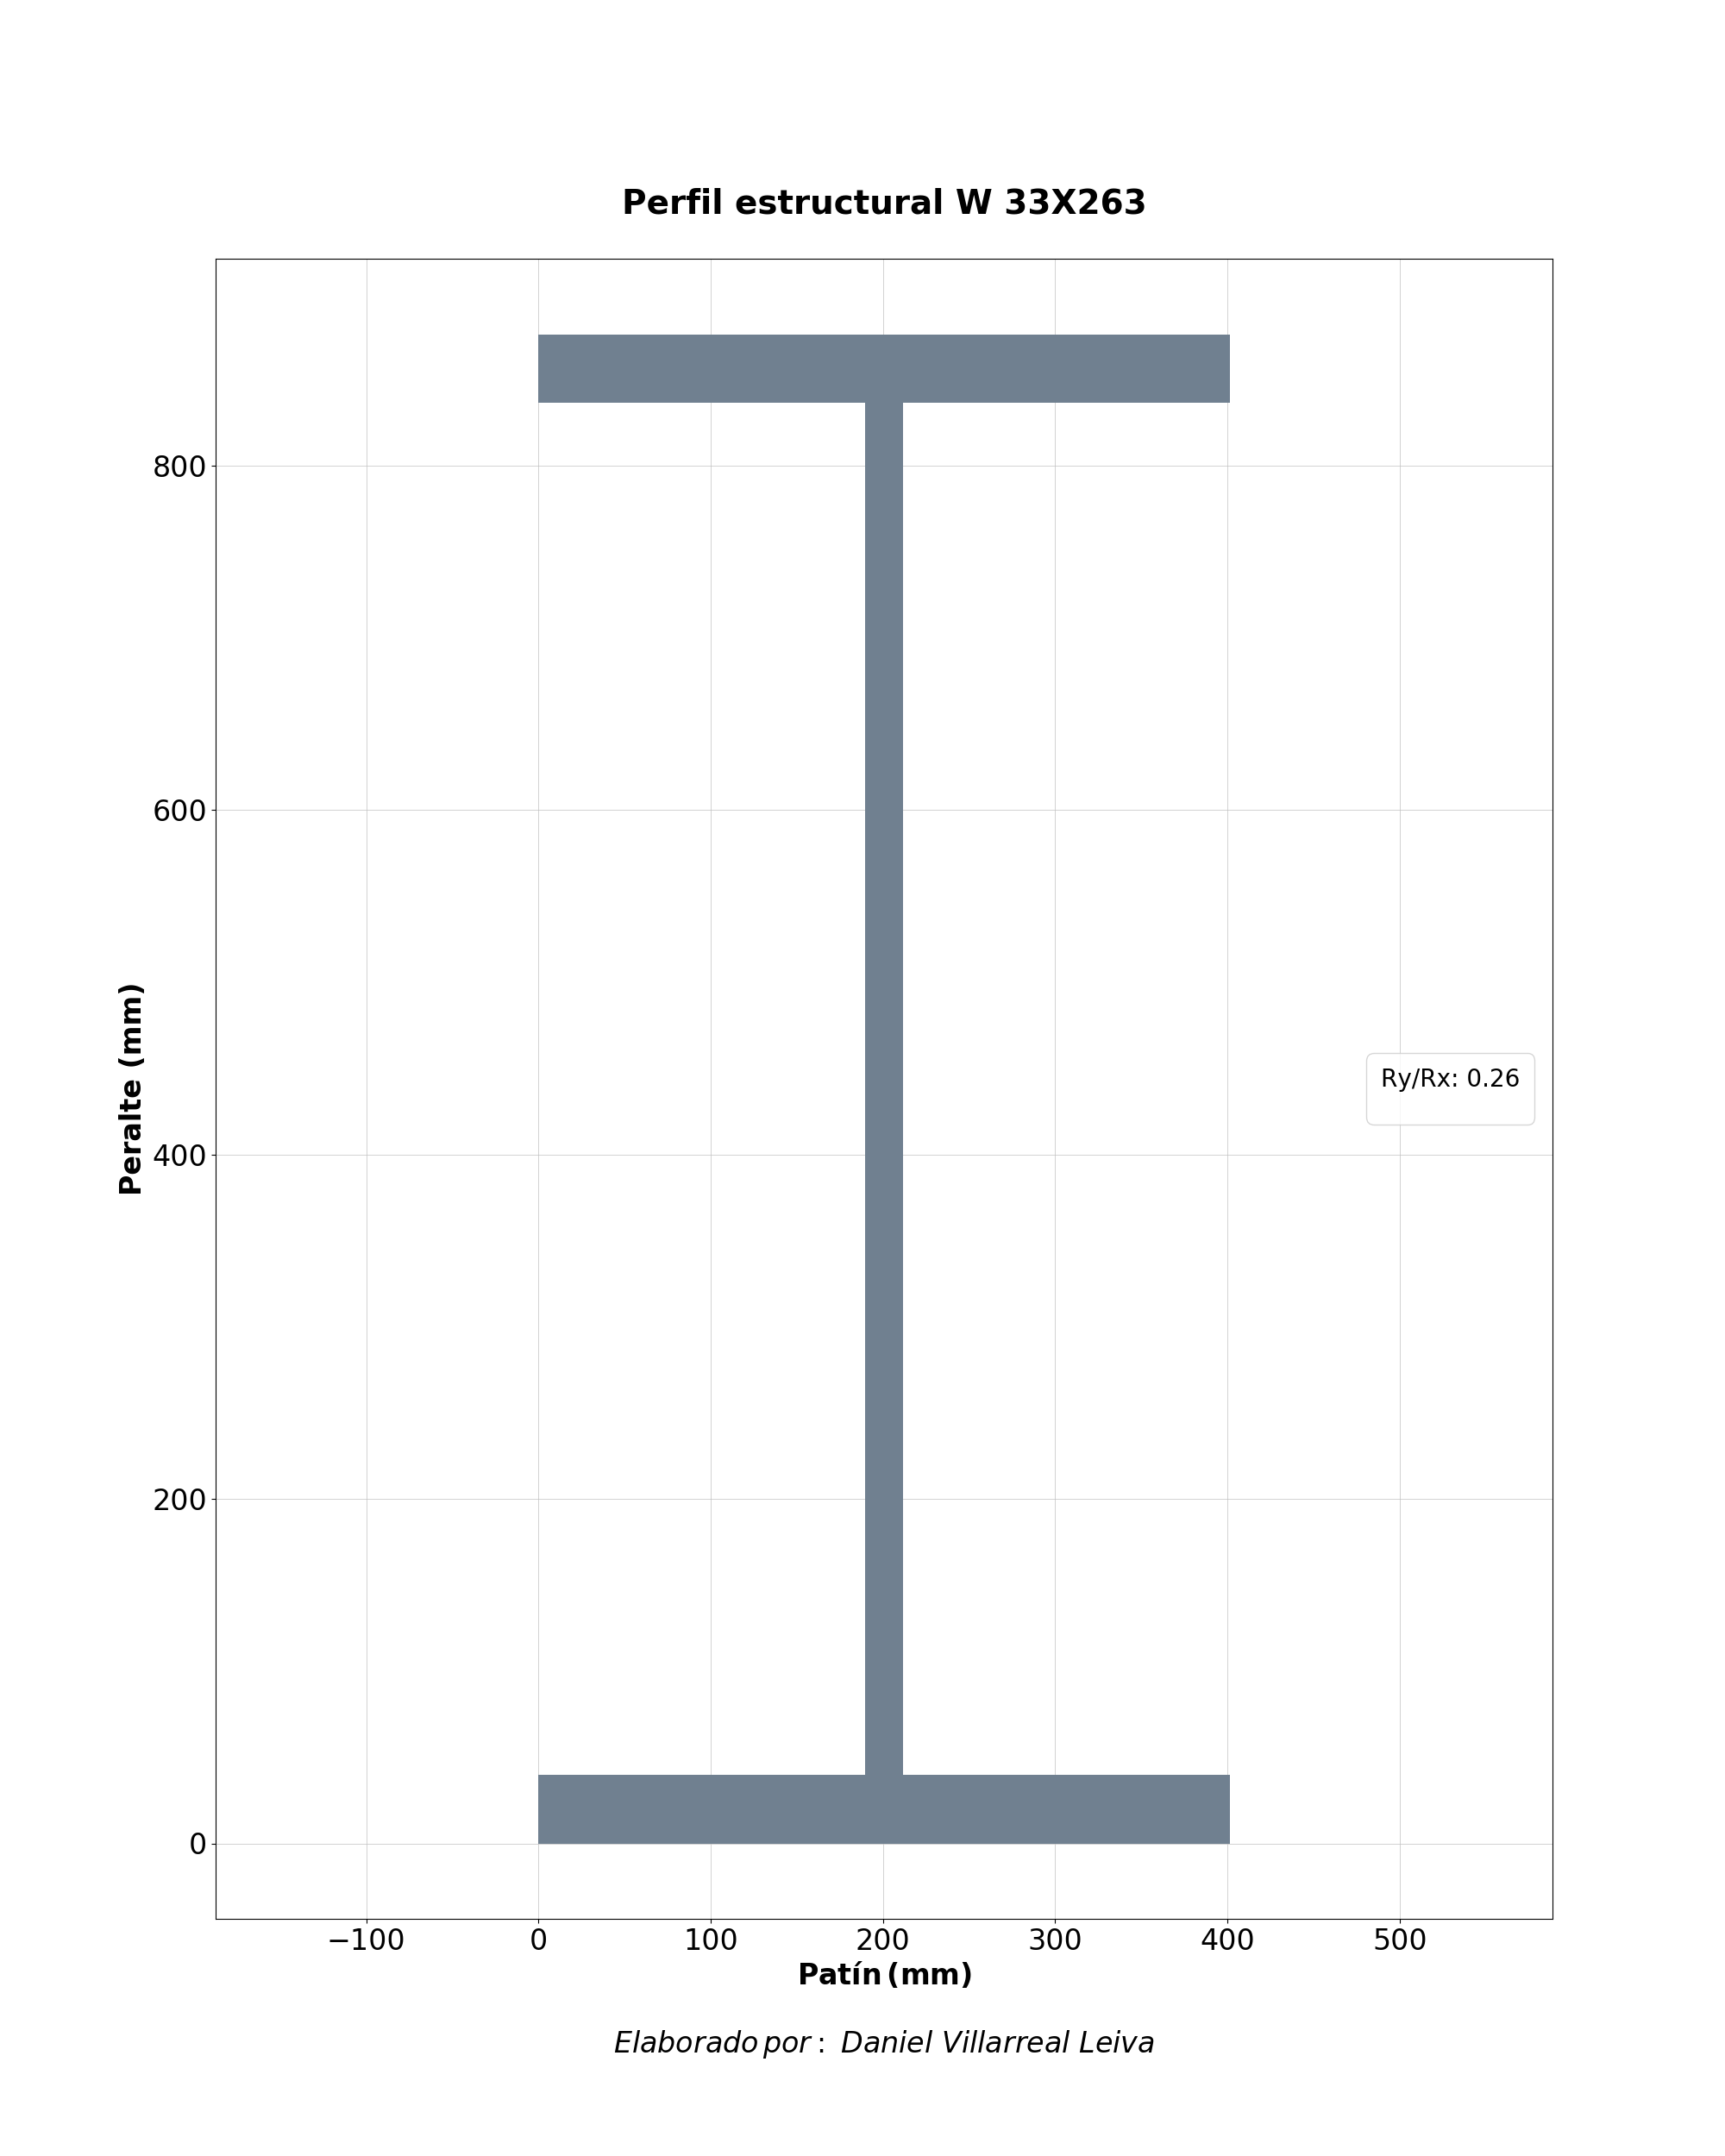 Perfil estructural W 33X263
800
600
400
200
0
Peralte (mm)
Ry/Rx: 0.26
−100 0 100 200 300 400 500
Patín (mm)
Elaborado por: Daniel Villarreal Leiva